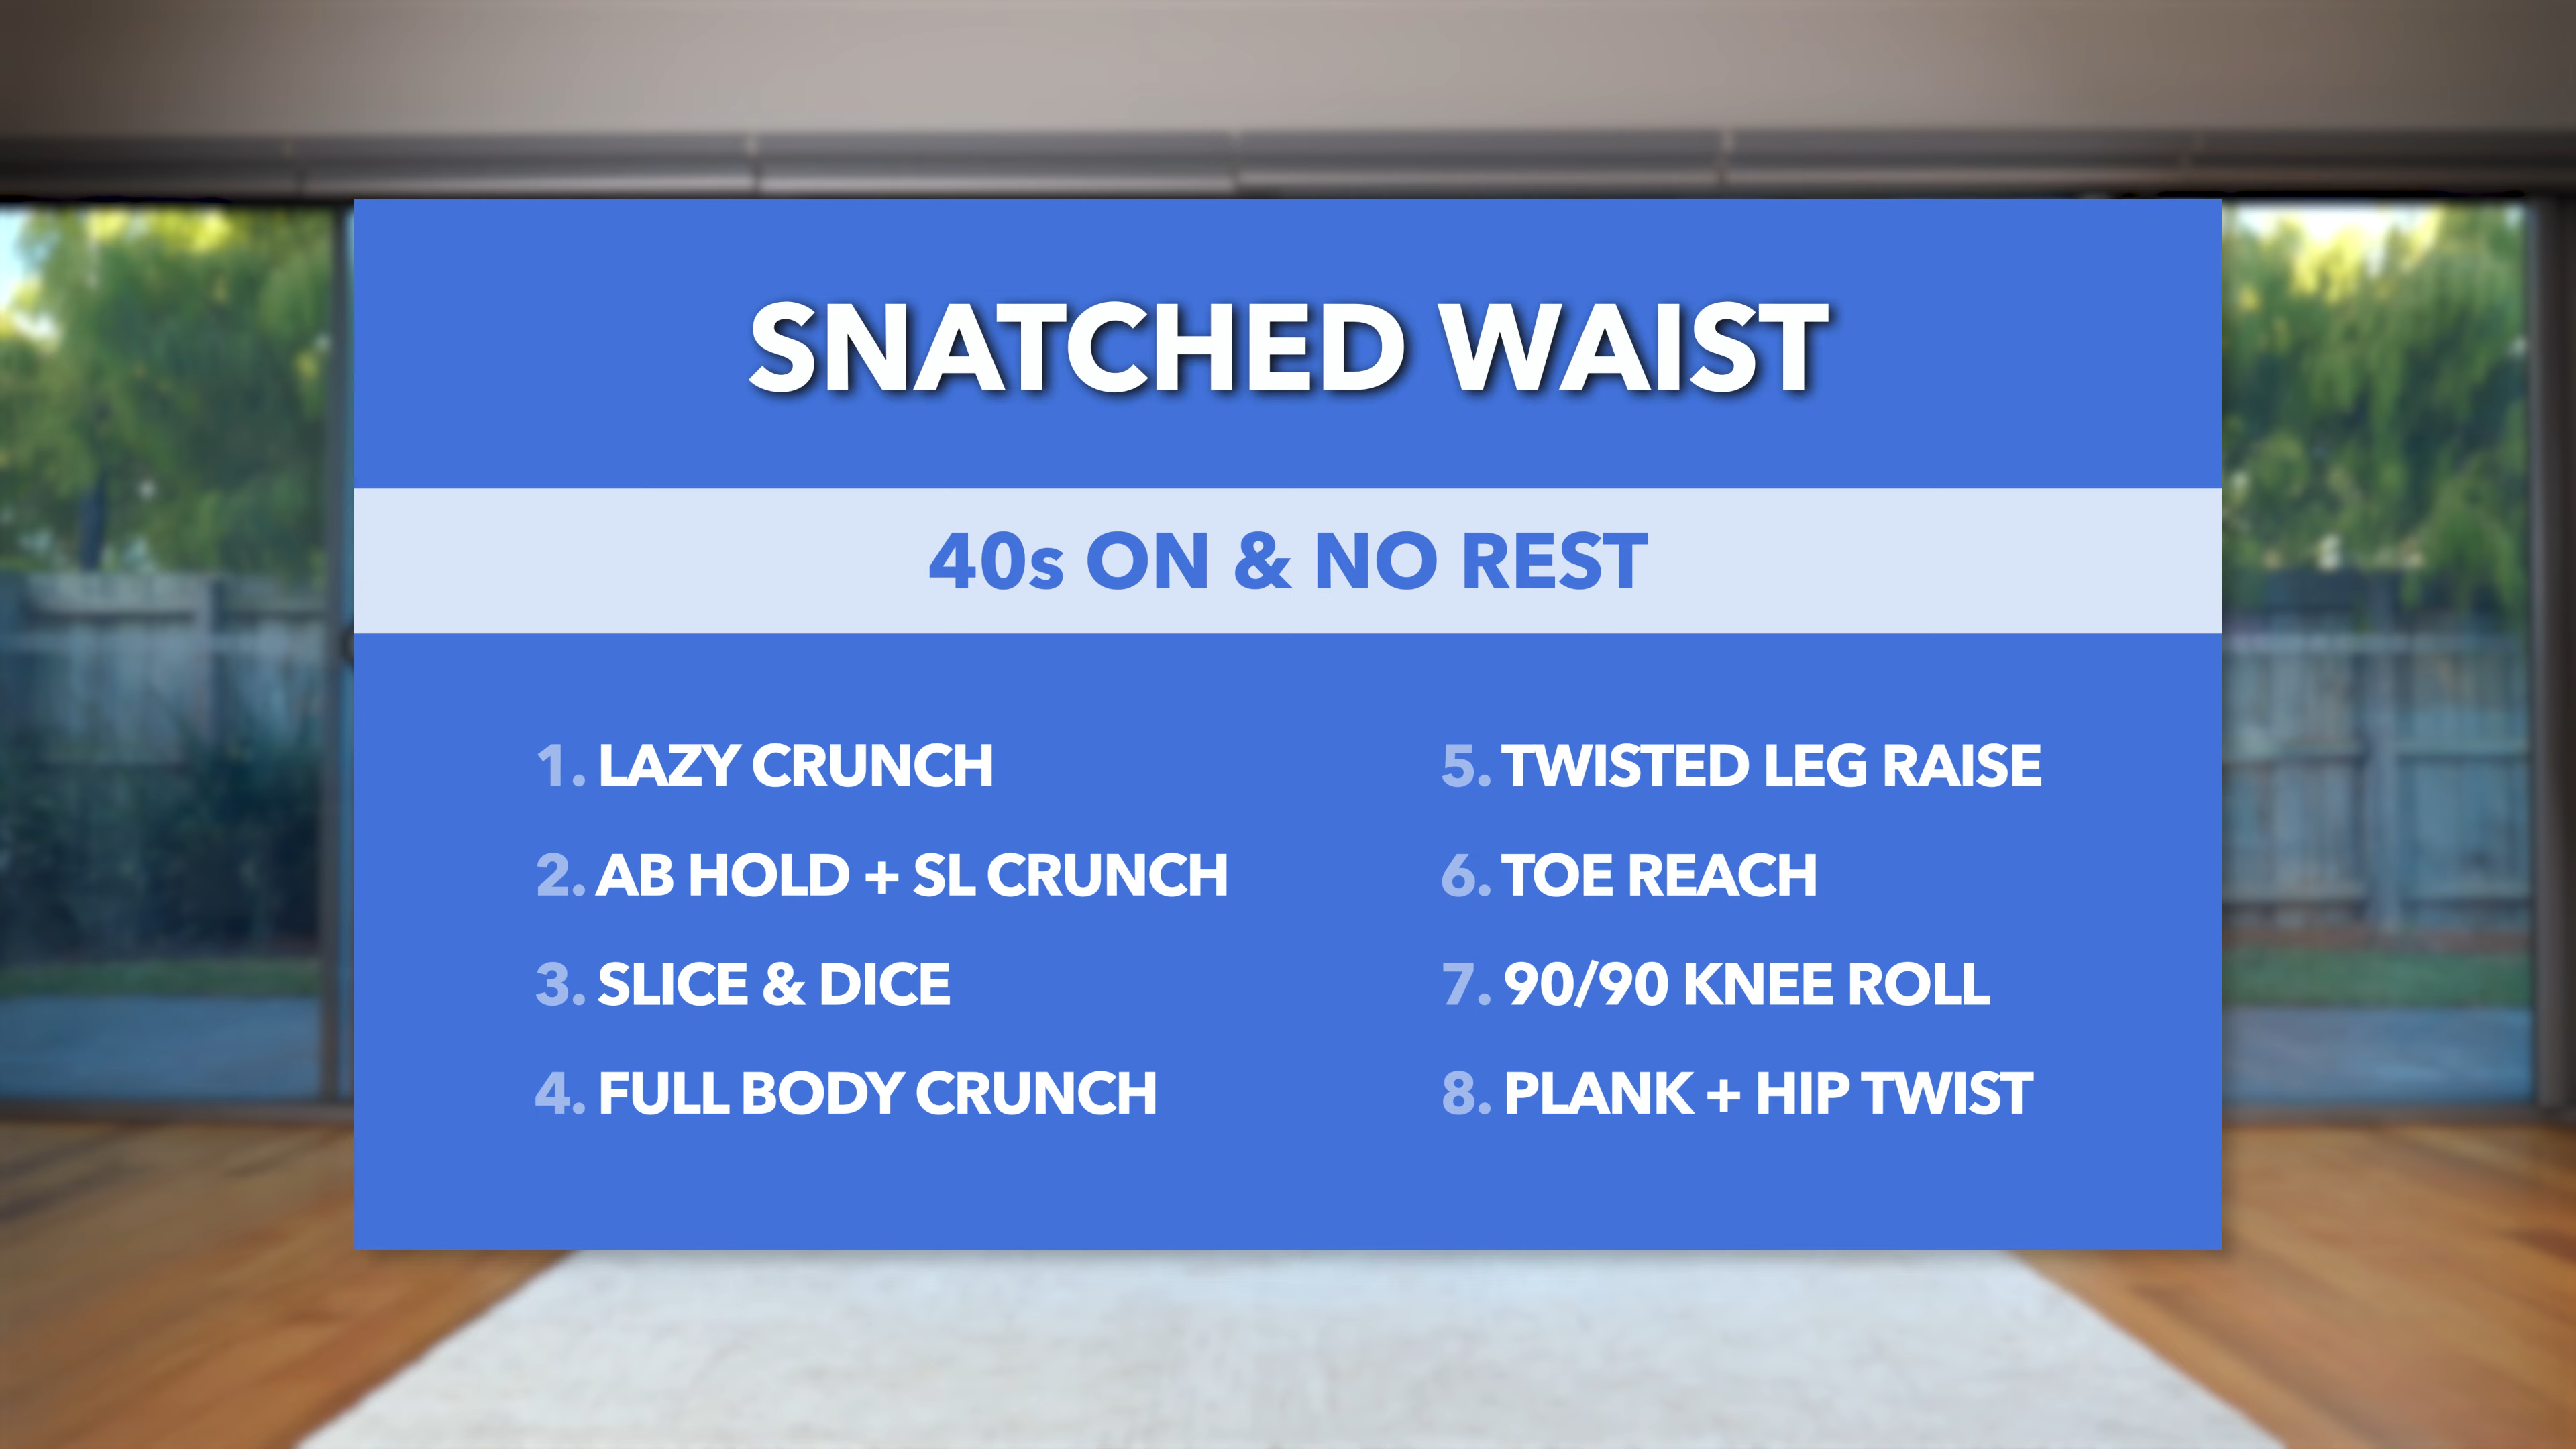 SNATCHED WAIST
40s ON & NO REST
1. LAZY CRUNCH
2. AB HOLD + SL CRUNCH
3. SLICE & DICE
4. FULL BODY CRUNCH
5. TWISTED LEG RAISE
6. TOE REACH
7. 90/90 KNEE ROLL
8. PLANK + HIP TWIST